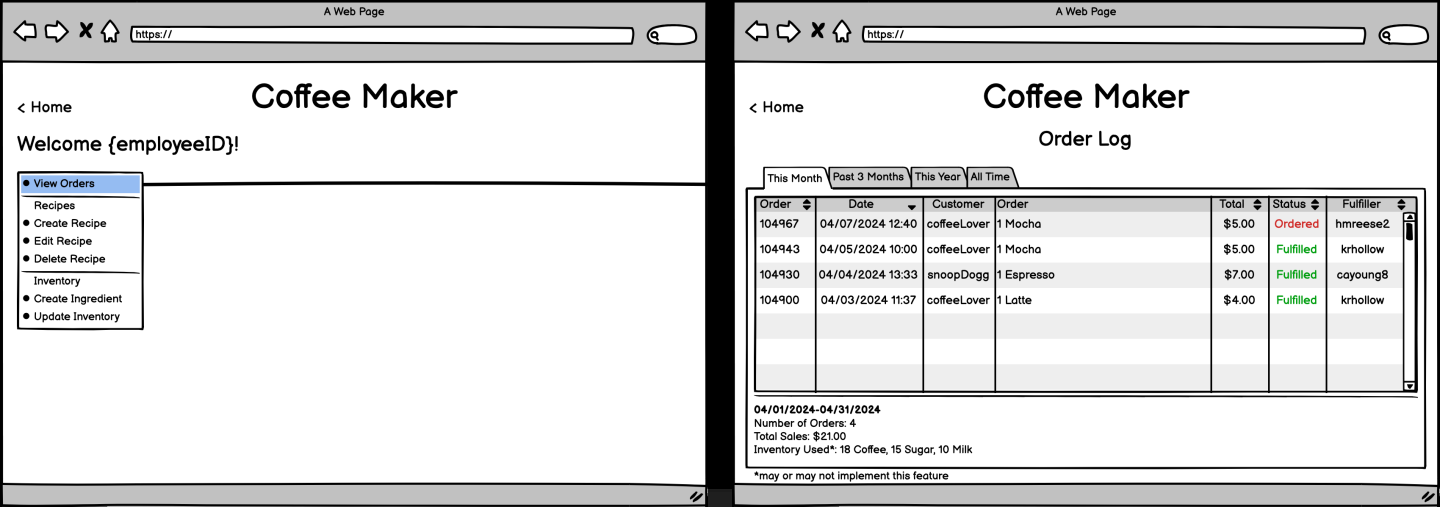 A Web Page
https://
< Home
Coffee Maker
Welcome {employeeID}!
View Orders
Recipes
Create Recipe
Edit Recipe
Delete Recipe
Inventory
Create Ingredient
Update Inventory
A Web Page
https://
< Home
Coffee Maker
Order Log
This Month Past 3 Months This Year All Time
Order Date Customer Order Total Status Fulfiller
104967 04/07/2024 12:40 coffeeLover 1 Mocha $5.00 Ordered hmreese2
104943 04/05/2024 10:00 coffeeLover 1 Mocha $5.00 Fulfilled krhollow
104930 04/04/2024 13:33 snoopDogg 1 Espresso $7.00 Fulfilled cayoung8
104900 04/03/2024 11:37 coffeeLover 1 Latte $4.00 Fulfilled krhollow
04/01/2024-04/31/2024
Number of Orders: 4
Total Sales: $21.00
Inventory Used*: 18 Coffee, 15 Sugar, 10 Milk
*may or may not implement this feature